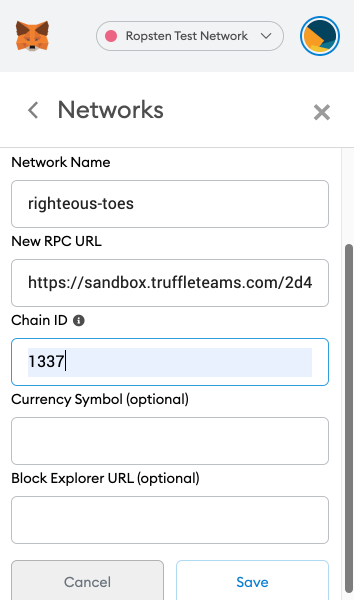 Ropsten Test Network
Networks
Network Name
righteous-toes
New RPC URL
https://sandbox.truffleteams.com/2d4
Chain ID
1337
Currency Symbol (optional)
Block Explorer URL (optional)
Cancel
Save